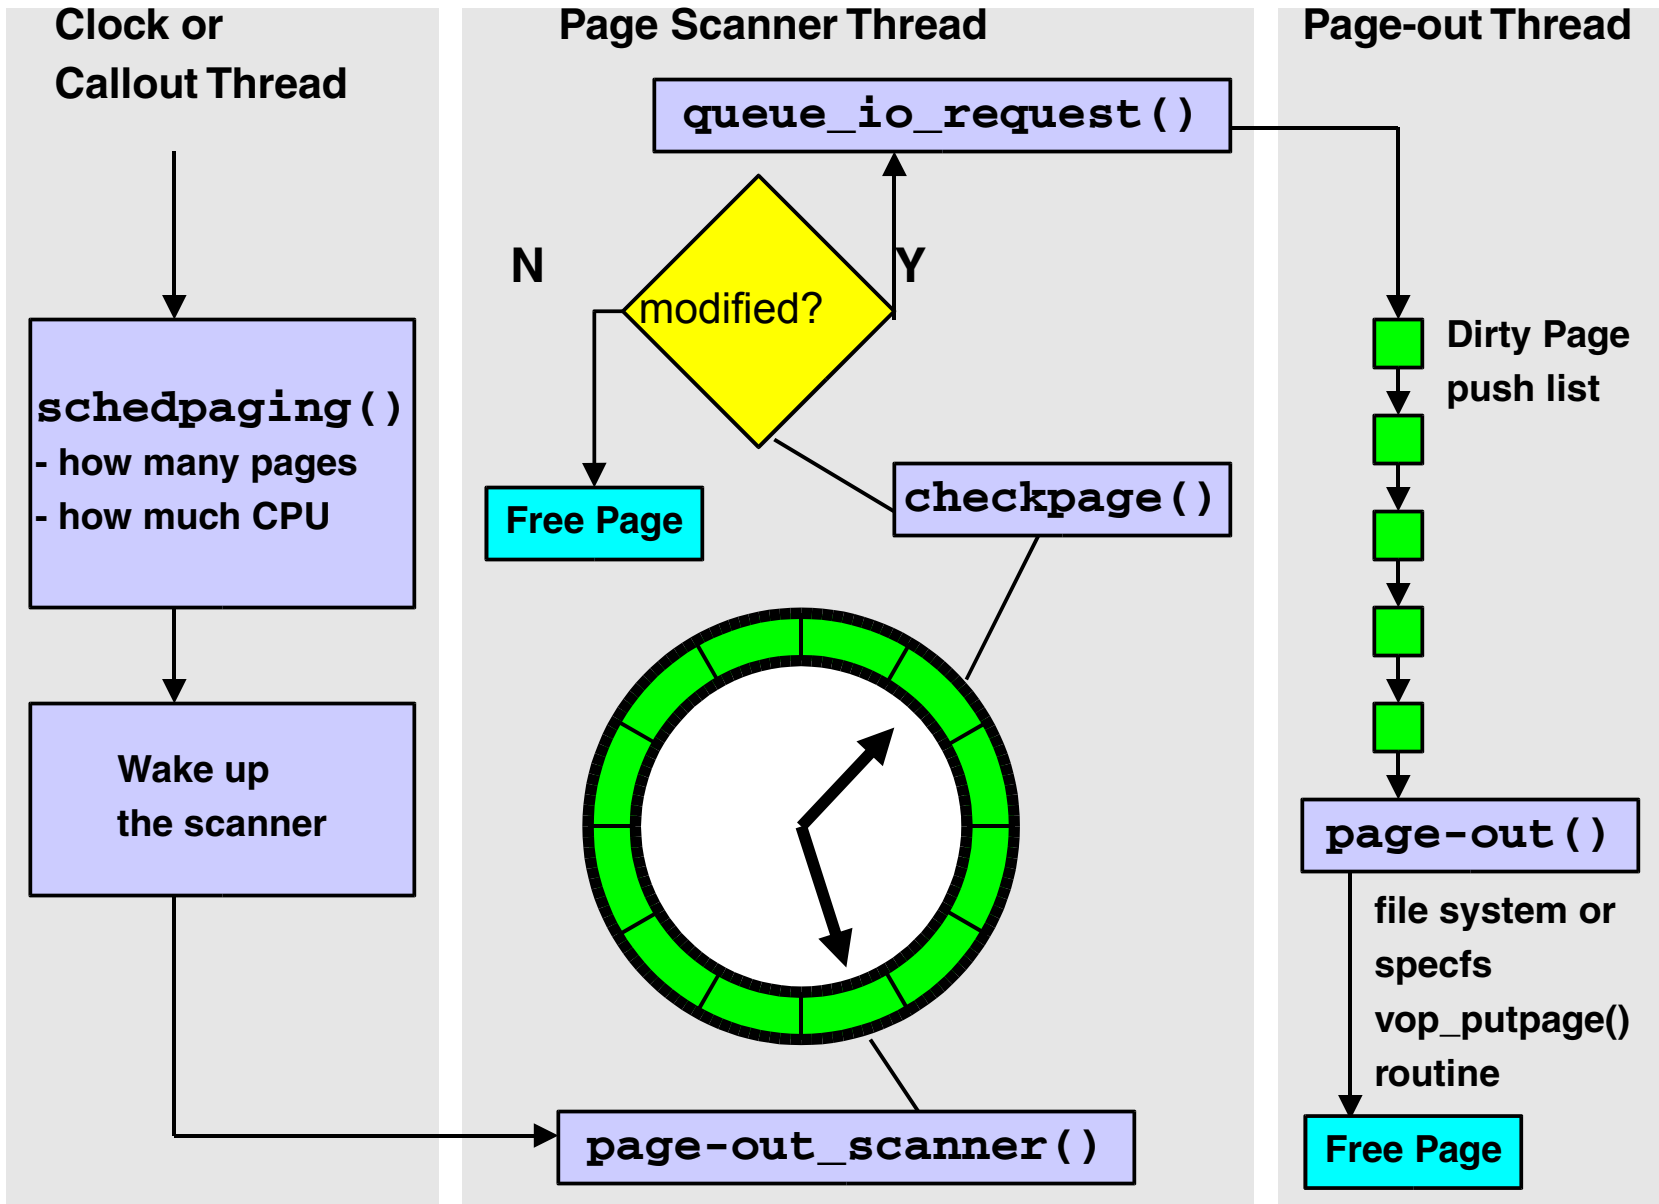 Clock or
Callout Thread
schedpaging()
- how many pages
- how much CPU
Wake up
the scanner
Page Scanner Thread
queue_io_request()
N
Y
modified?
Free Page
checkpage()
page-out_scanner()
Page-out Thread
Dirty Page
push list
page-out()
file system or
specfs
vop_putpage()
routine
Free Page